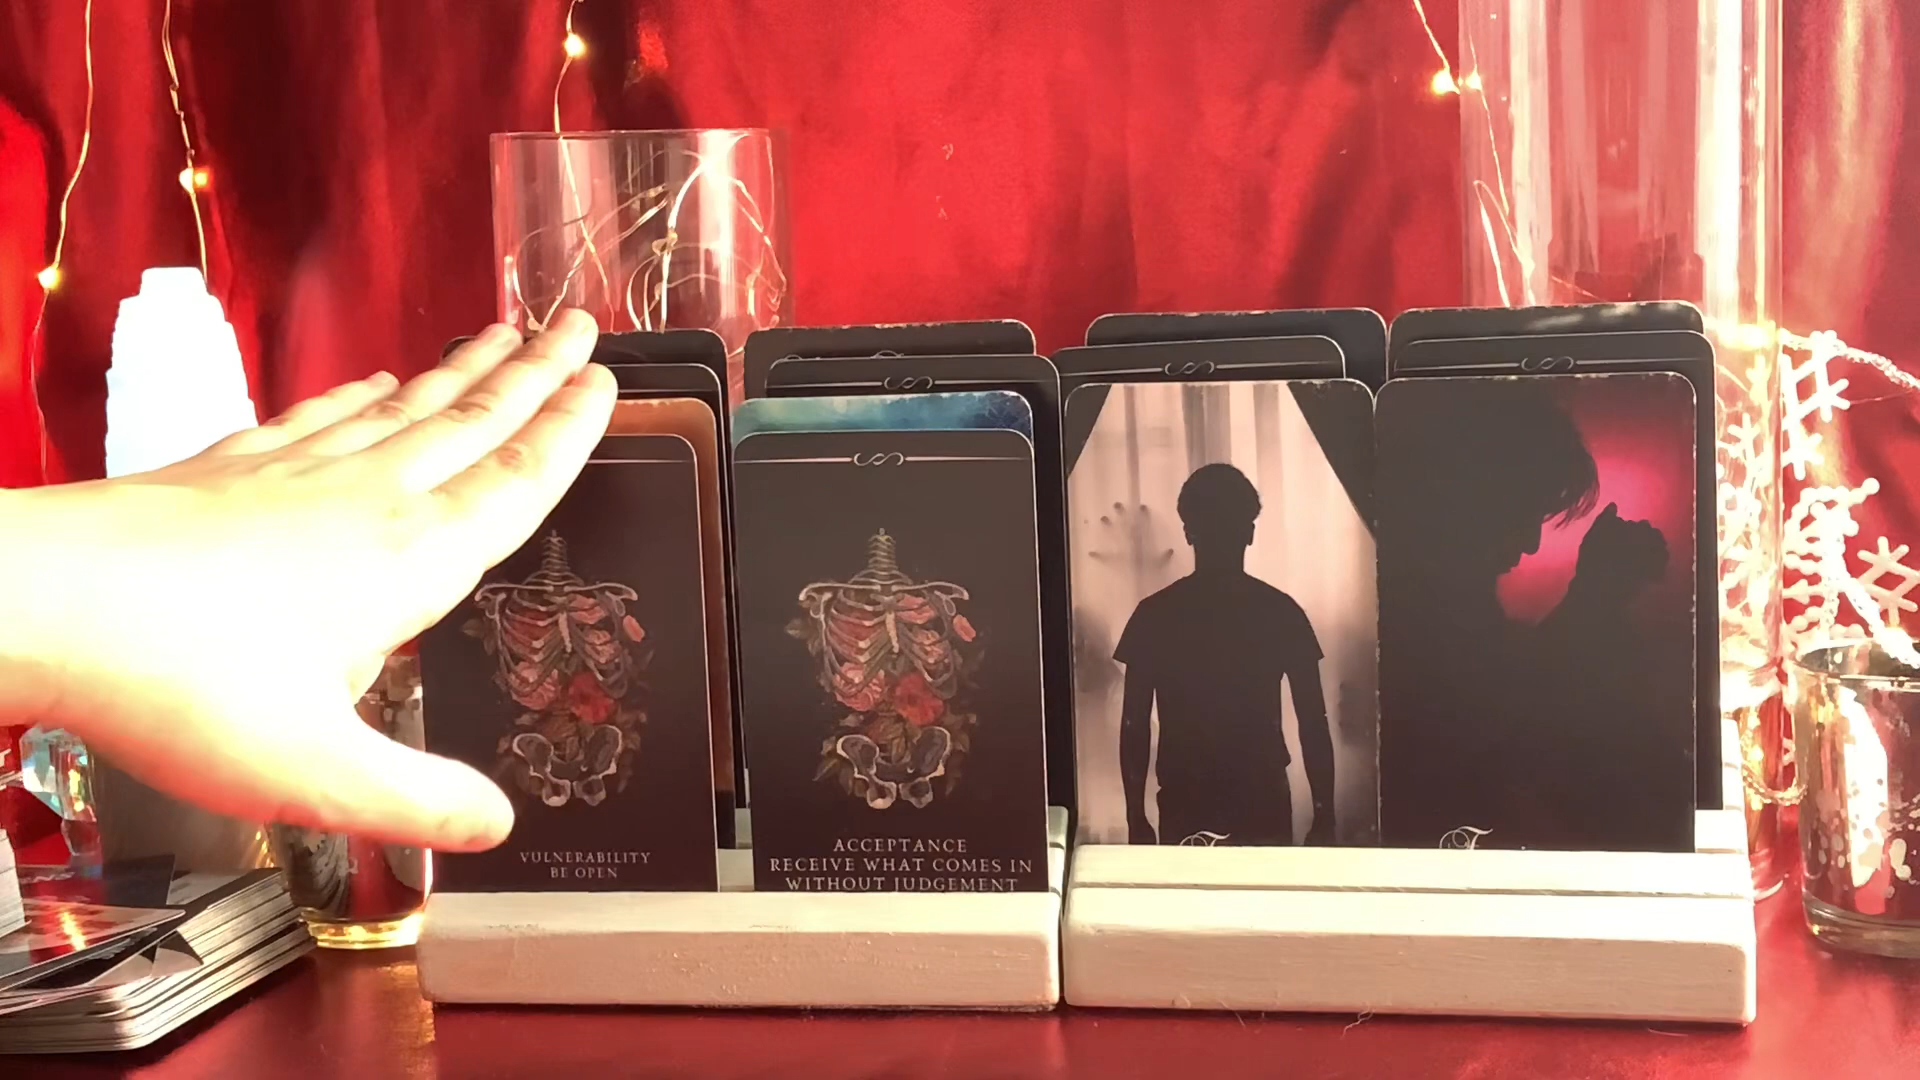 VULNERABILITY
BE OPEN
ACCEPTANCE
RECEIVE WHAT COMES IN
WITHOUT JUDGEMENT